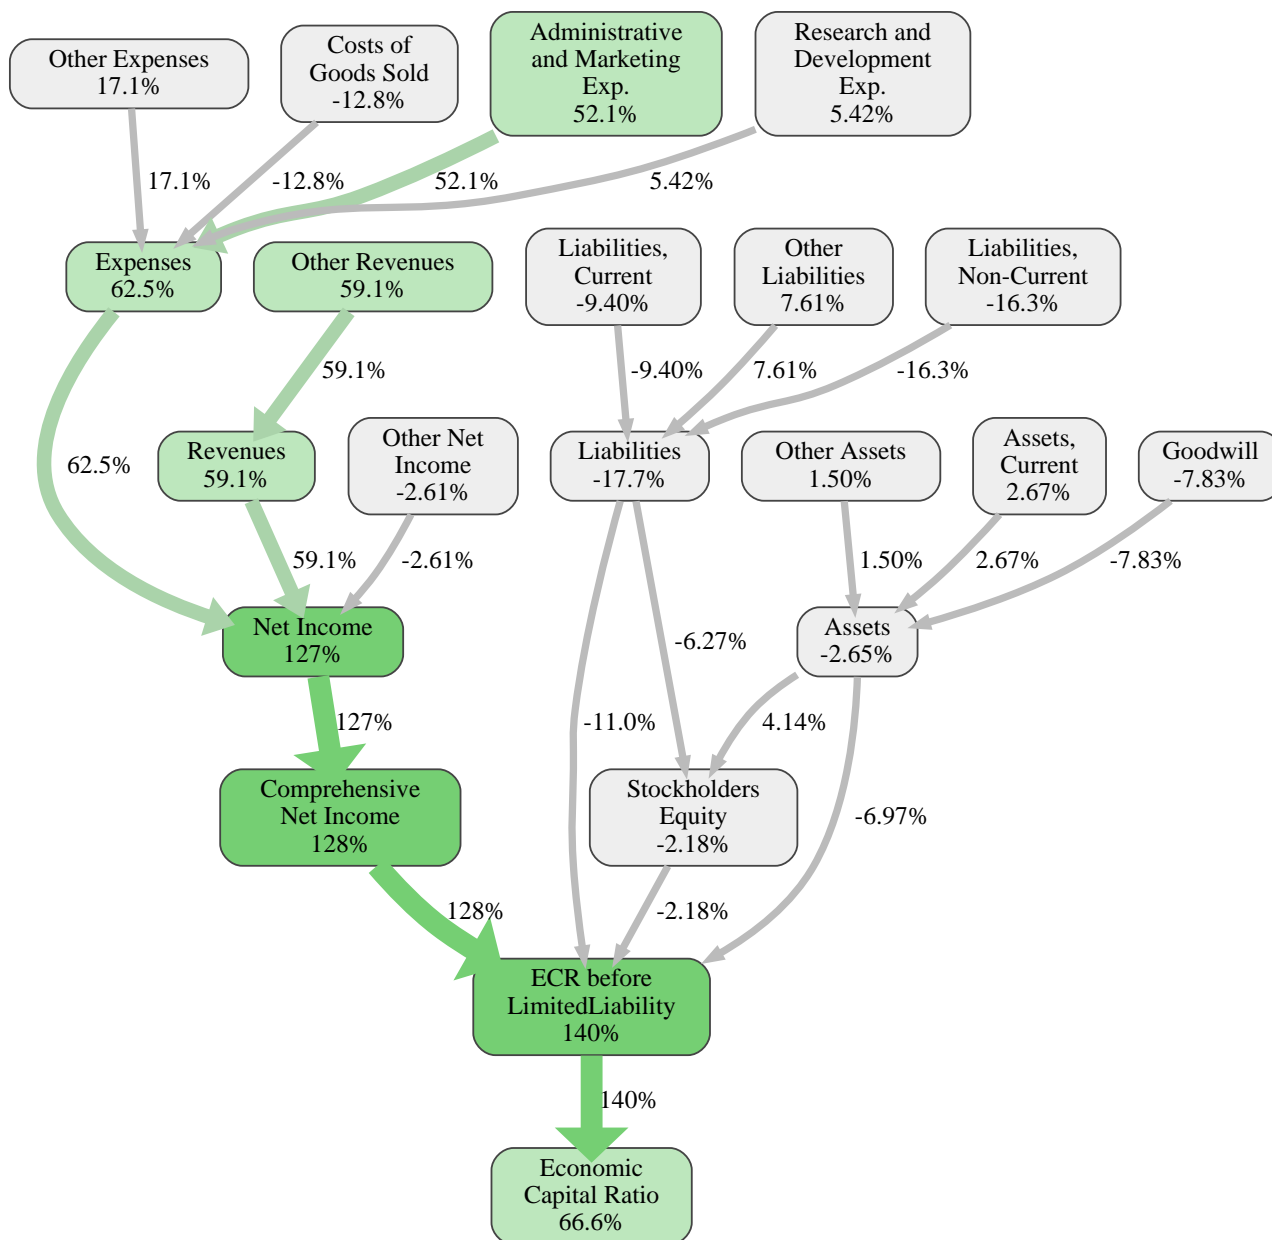 Other Expenses
17.1%
Costs of
Goods Sold
-12.8%
Administrative
and Marketing
Exp.
52.1%
Research and
Development
Exp.
5.42%
17.1%
-12.8%
52.1%
5.42%
Expenses
62.5%
Other Revenues
59.1%
Liabilities,
Current
-9.40%
Other
Liabilities
7.61%
Liabilities,
Non-Current
-16.3%
59.1%
-9.40%
7.61%
-16.3%
62.5%
Revenues
59.1%
Other Net
Income
-2.61%
Liabilities
-17.7%
Other Assets
1.50%
Assets,
Current
2.67%
Goodwill
-7.83%
59.1%
-2.61%
1.50%
2.67%
-7.83%
Net Income
127%
-6.27%
Assets
-2.65%
127%
-11.0%
4.14%
Comprehensive
Net Income
128%
Stockholders
Equity
-2.18%
-6.97%
128%
-2.18%
ECR before
LimitedLiability
140%
140%
Economic
Capital Ratio
66.6%